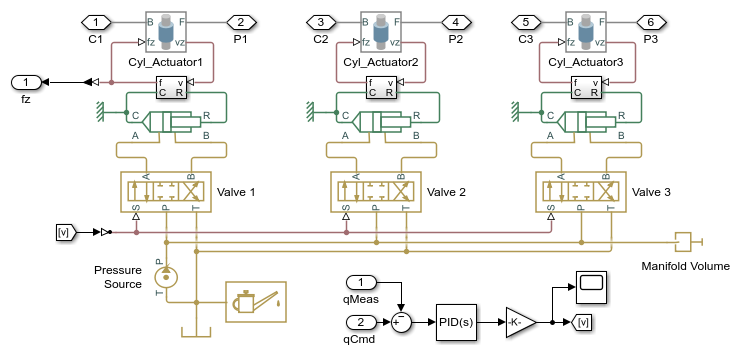 1 B F 2 3 B F 4 5 B F 6
C1 fz vz P1 C2 fz vz P2 C3 fz vz P3
Cyl_Actuator1 Cyl_Actuator2 Cyl_Actuator3
1 f v f v f v
fz C R C R C R
C R C R C R
A B A B A B
A B A B A B
Valve 1 Valve 2 Valve 3
S P T S P T S P T
[v]
Manifold Volume
Pressure
Source
P
T
1
qMeas
2 + − PID(s) -K- [v]
qCmd